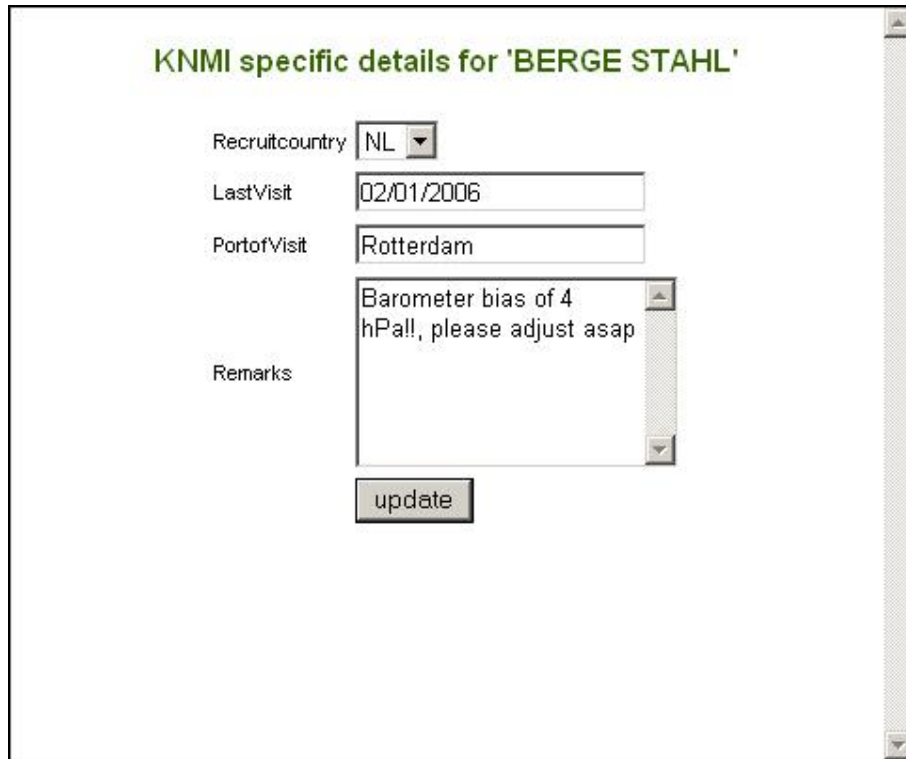 KNMI specific details for 'BERGE STAHL'
Recruitcountry NL
LastVisit 02/01/2006
PortofVisit Rotterdam
Remarks
Barometer bias of 4
hPa!!, please adjust asap
update